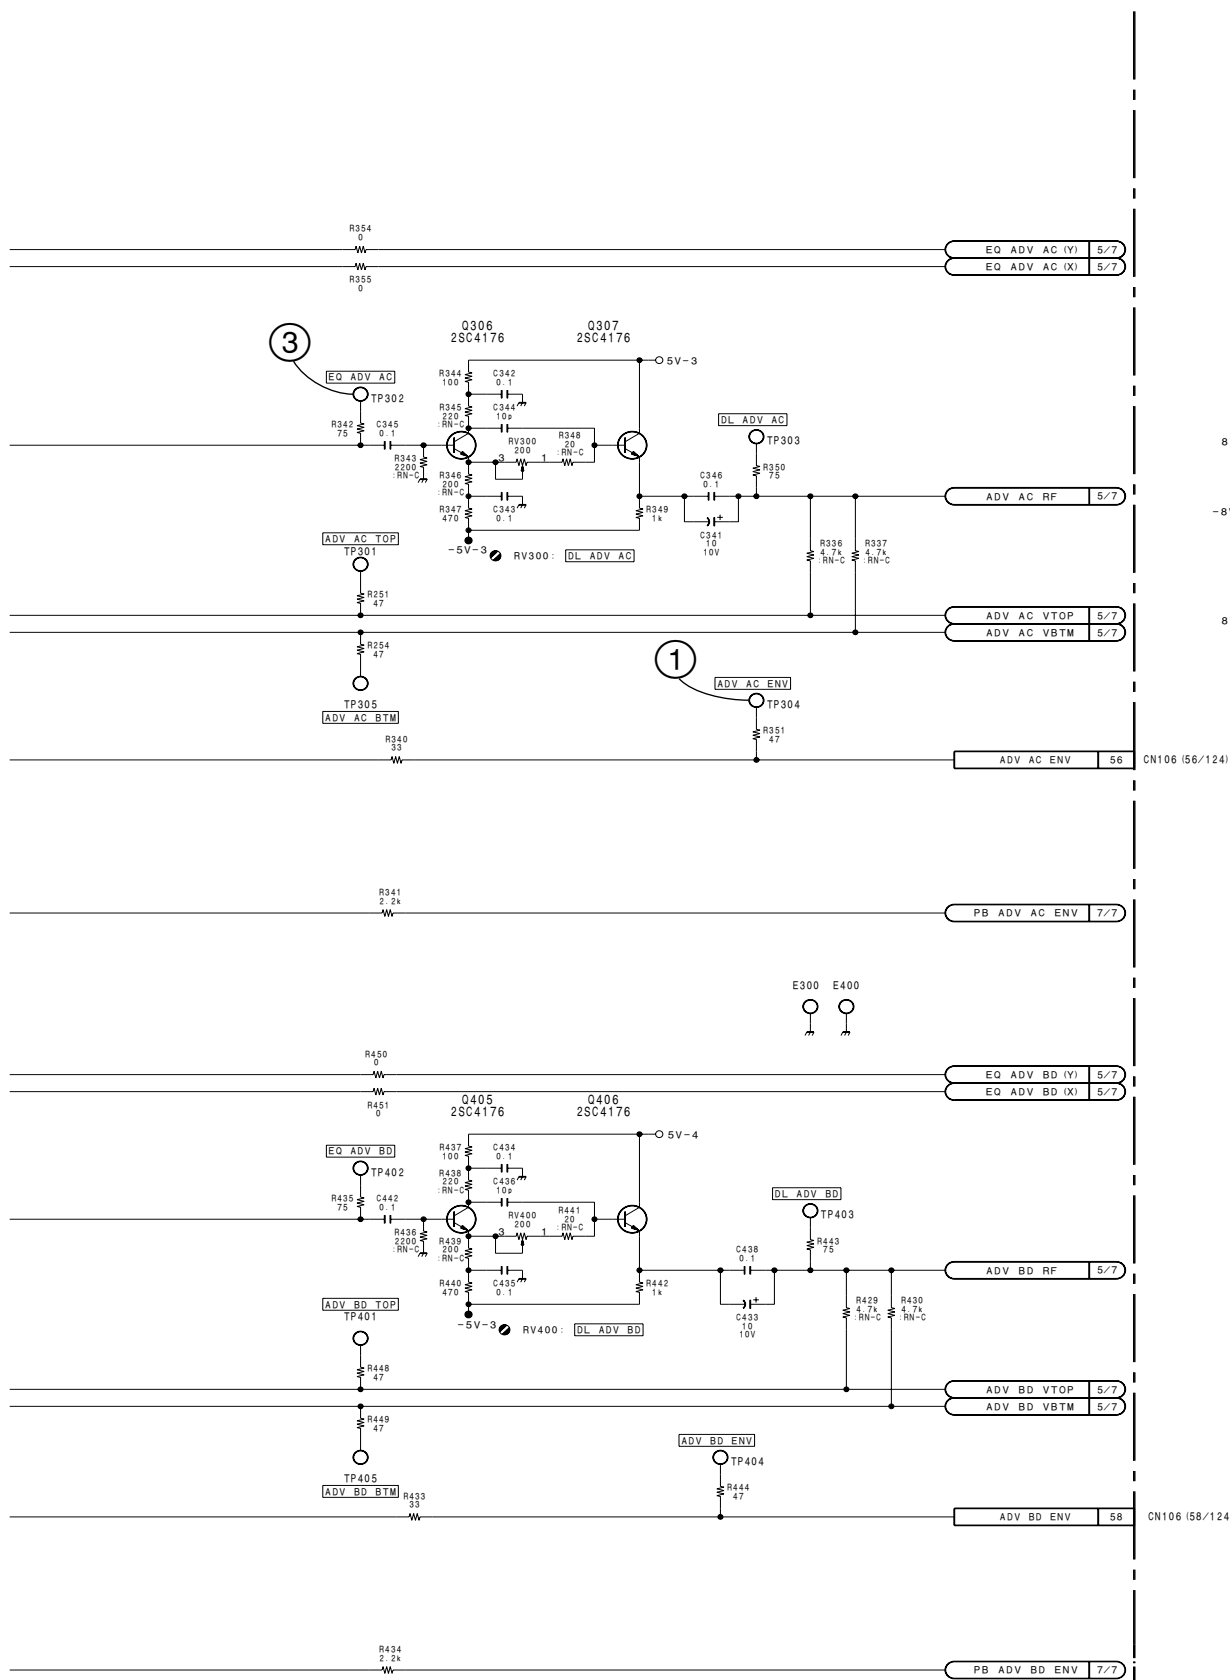 R354
0
EQ ADV AC (Y) 5/7
EQ ADV AC (X) 5/7
R355
0
3
Q306
2SC4176
Q307
2SC4176
5V-3
EQ ADV AC
TP302
R344
100
C342
0.1
R345
220
:RN-C
C344
10p
R342
75
C345
0.1
R343
2200
:RN-C
RV300
200
3
1
R348
20
:RN-C
R346
200
:RN-C
R347
470
C343
0.1
-5V-3
RV300: DL ADV AC
R349
1k
DL ADV AC
TP303
R350
75
C346
0.1
+
C341
10
10V
8
ADV AC RF 5/7
-8
ADV AC TOP
TP301
R251
47
R336
4.7k
:RN-C
R337
4.7k
:RN-C
ADV AC VTOP 5/7
ADV AC VBTM 5/7
8
R254
47
TP305
ADV AC BTM
1
ADV AC ENV
TP304
R351
47
R340
33
ADV AC ENV 56
CN106 (56/124)
R341
2.2k
PB ADV AC ENV 7/7
E300 E400
R450
0
EQ ADV BD (Y) 5/7
EQ ADV BD (X) 5/7
R451
0
Q405
2SC4176
Q406
2SC4176
5V-4
EQ ADV BD
TP402
R437
100
C434
0.1
R438
220
:RN-C
C436
10p
R435
75
C442
0.1
R436
2200
:RN-C
RV400
200
3
1
R441
20
:RN-C
R439
200
:RN-C
R440
470
C435
0.1
-5V-3
RV400: DL ADV BD
R442
1k
DL ADV BD
TP403
R443
75
C438
0.1
+
C433
10
10V
ADV BD RF 5/7
ADV BD TOP
TP401
R448
47
R429
4.7k
:RN-C
R430
4.7k
:RN-C
ADV BD VTOP 5/7
ADV BD VBTM 5/7
R449
47
TP405
ADV BD BTM
ADV BD ENV
TP404
R444
47
R433
33
ADV BD ENV 58
CN106 (58/124
R434
2.2k
PB ADV BD ENV 7/7